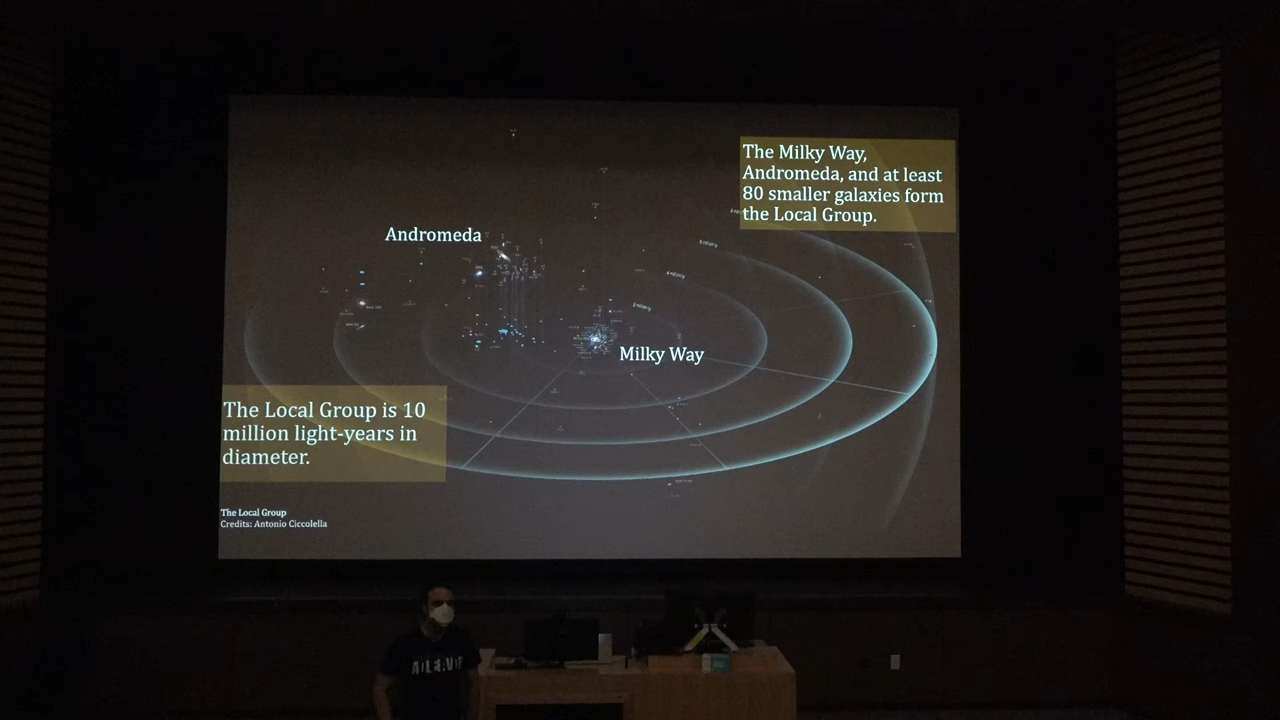 The Milky Way,
Andromeda, and at least
80 smaller galaxies form
the Local Group.
Andromeda
Milky Way
The Local Group is 10
million light-years in
diameter.
The Local Group
Credits: Antonio Ciccolella